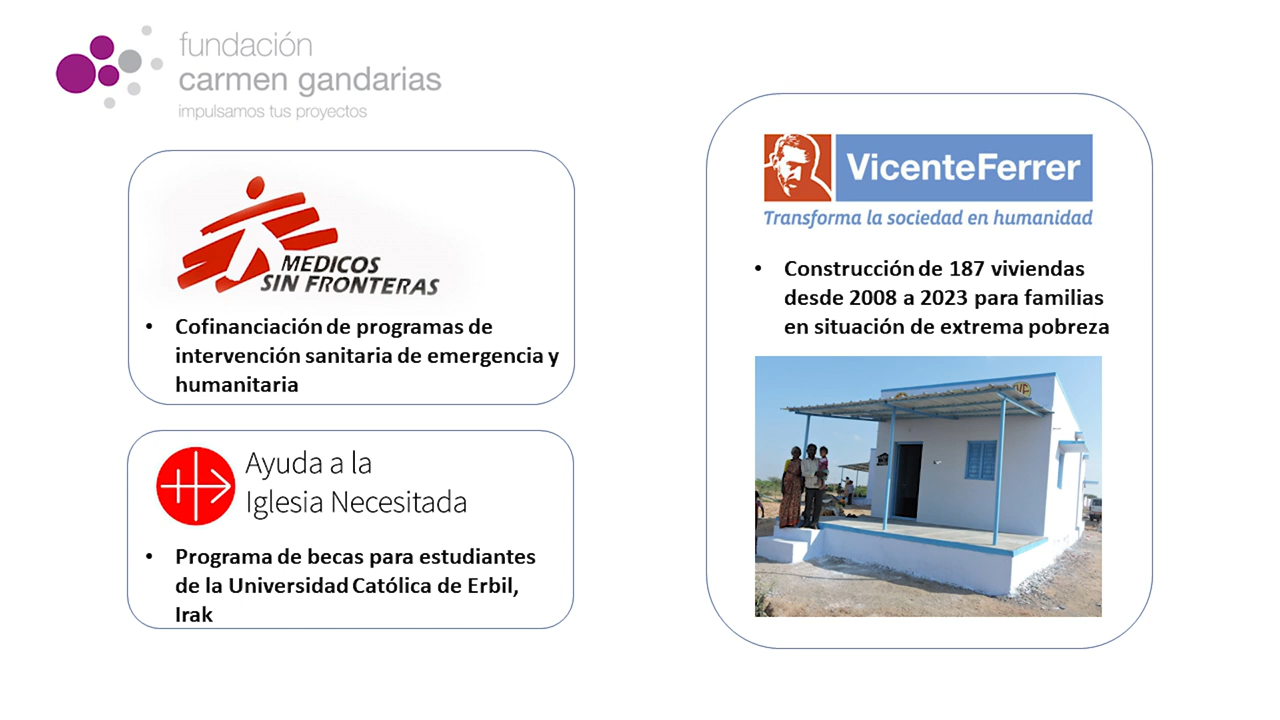 fundación
carmen gandarias
impulsamos tus proyectos
MEDICOS
SIN FRONTERAS
• Cofinanciación de programas de
intervención sanitaria de emergencia y
humanitaria
Ayuda a la
Iglesia Necesitada
• Programa de becas para estudiantes
de la Universidad Católica de Erbil,
Irak
VicenteFerrer
Transforma la sociedad en humanidad
• Construcción de 187 viviendas
desde 2008 a 2023 para familias
en situación de extrema pobreza